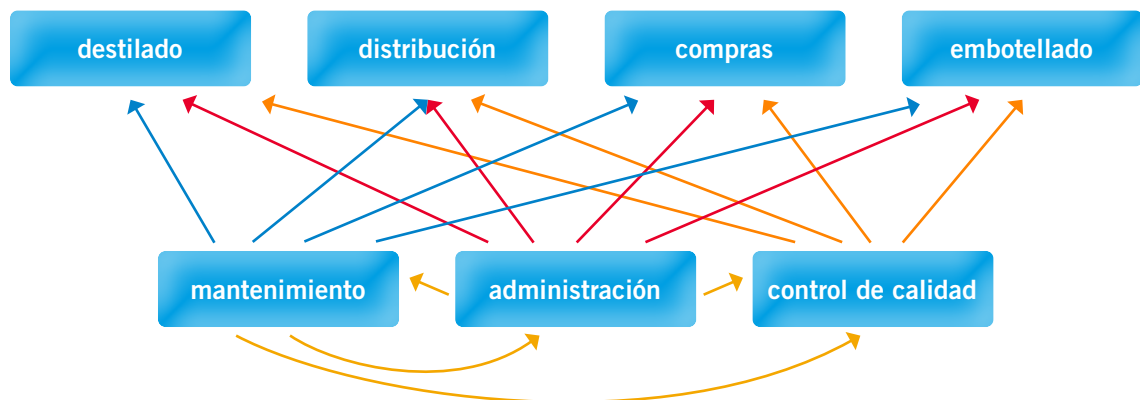 destilado
distribución
compras
embotellado
mantenimiento
administración
control de calidad